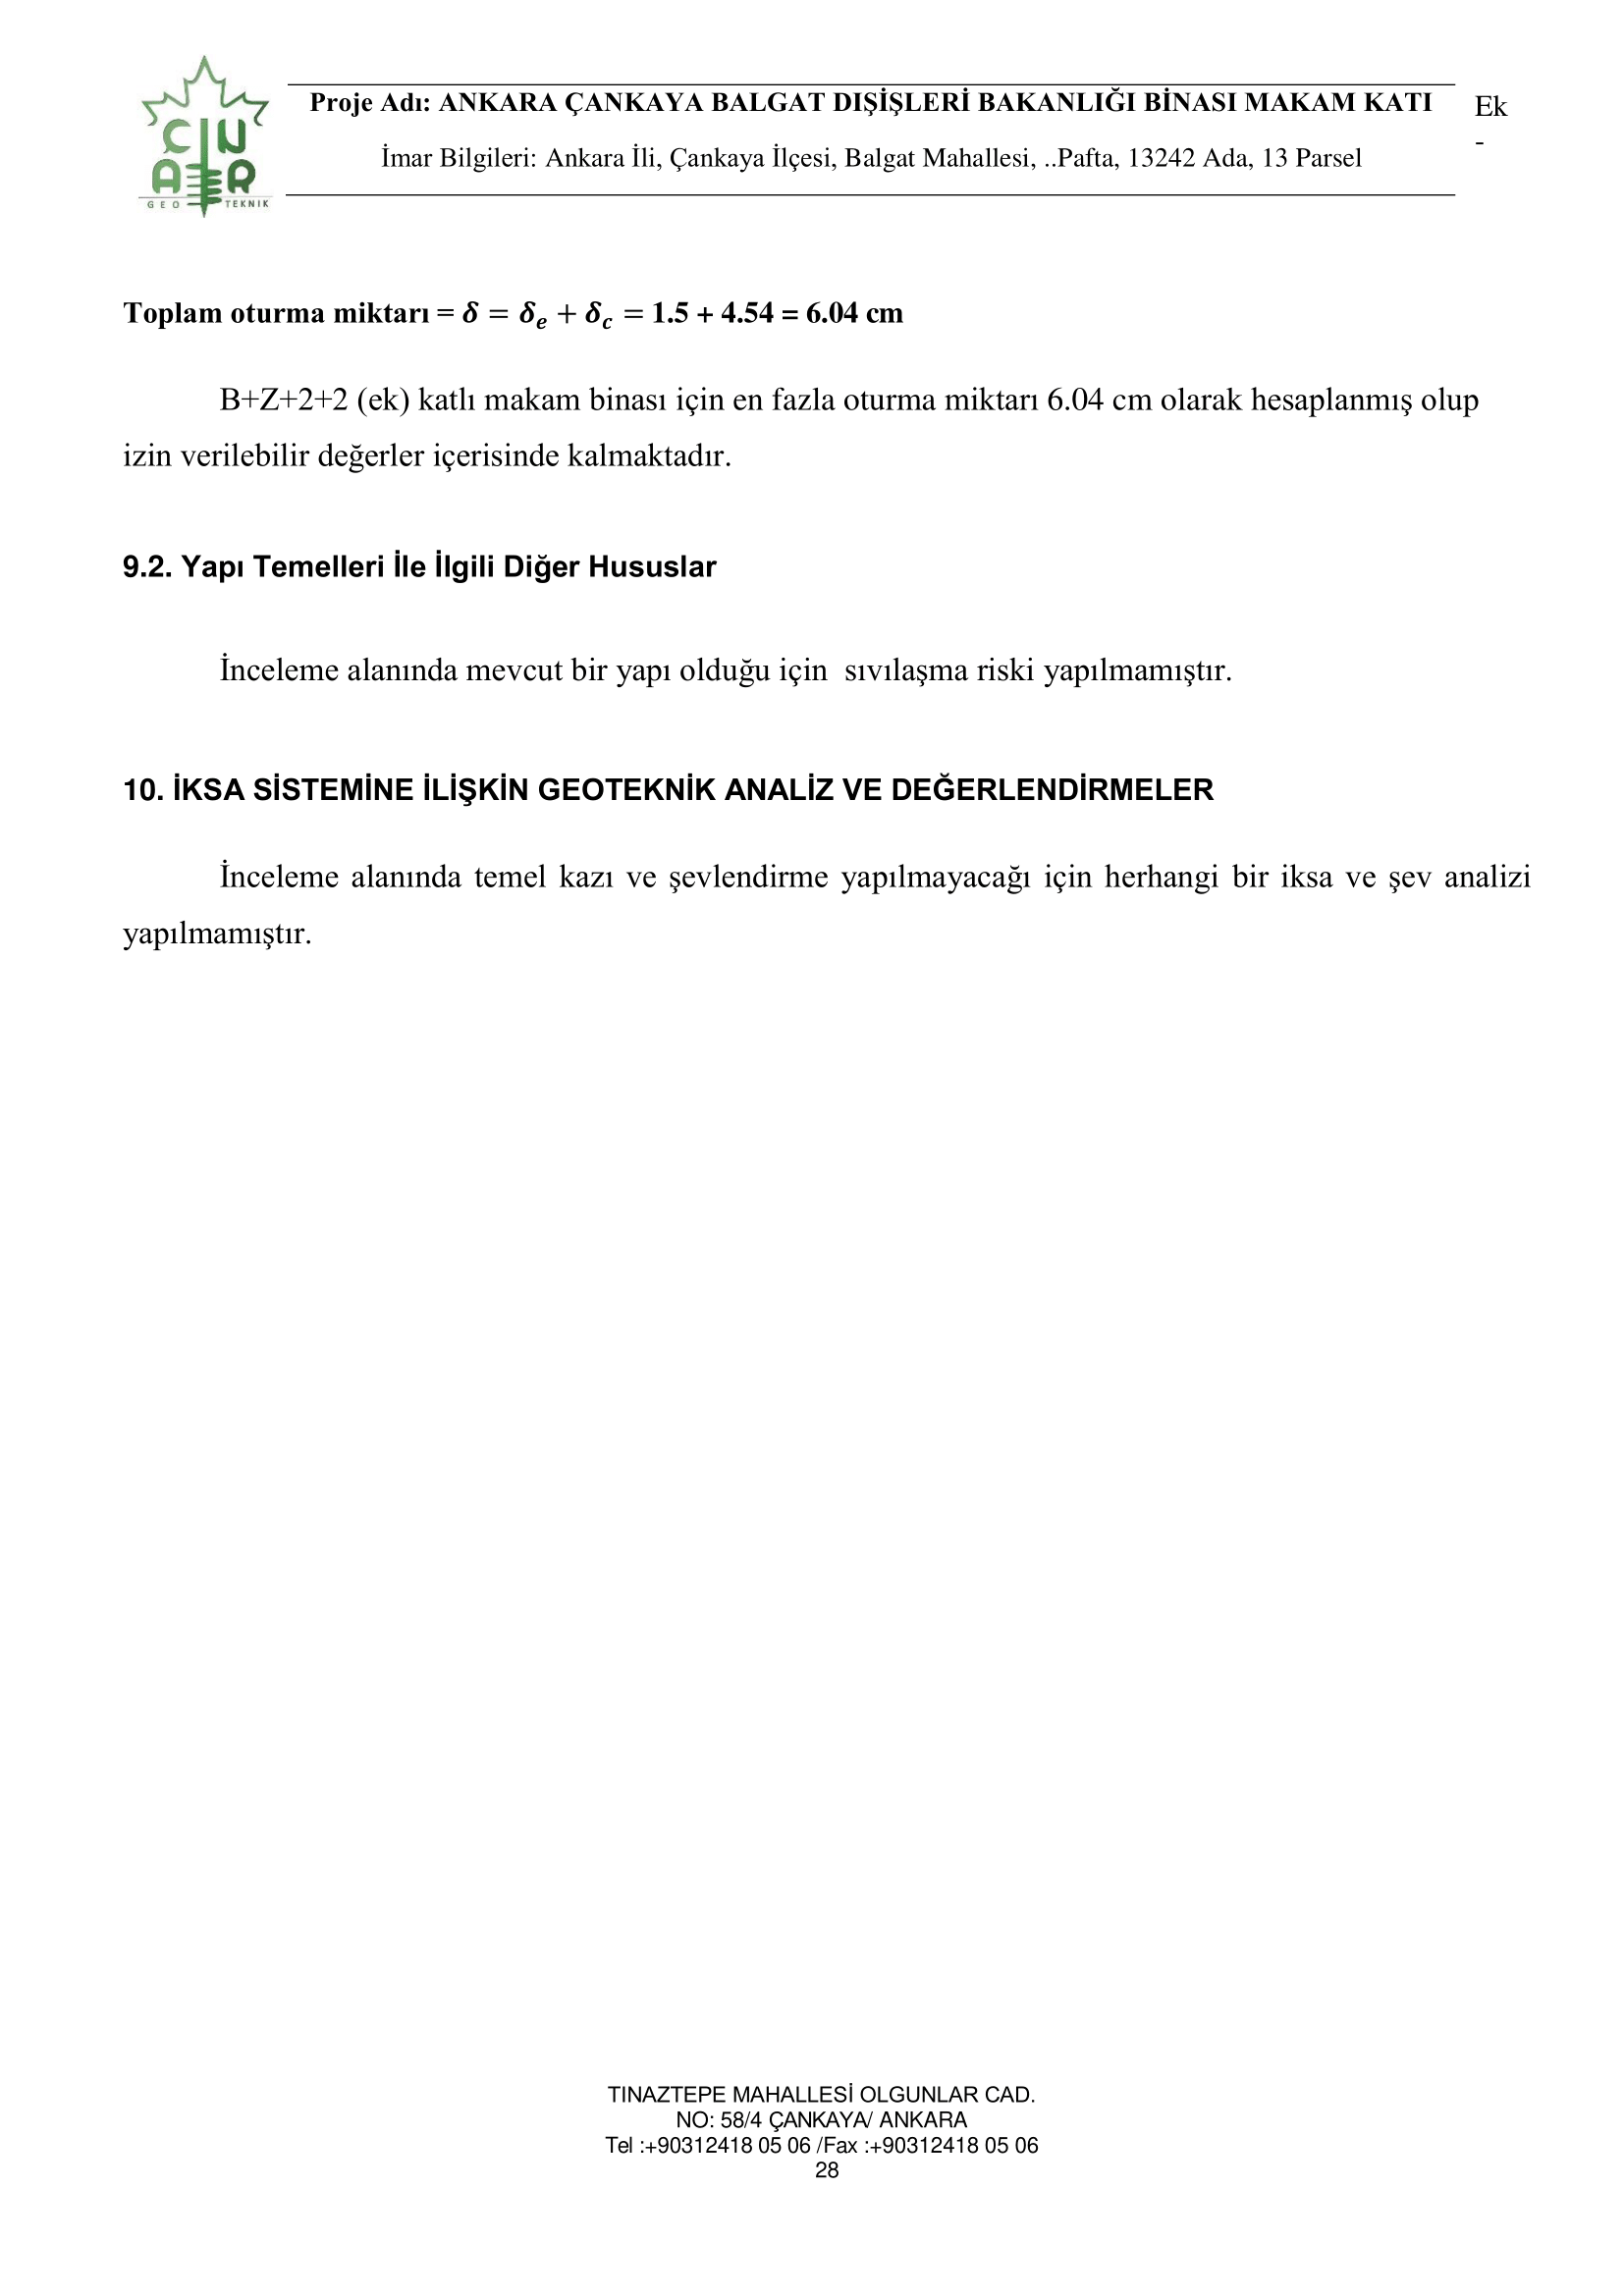 ÇINAR
GEO TEKNIK
Proje Adı: ANKARA ÇANKAYA BALGAT DIŞİŞLERİ BAKANLIĞI BİNASI MAKAM KATI
İmar Bilgileri: Ankara İli, Çankaya İlçesi, Balgat Mahallesi, ..Pafta, 13242 Ada, 13 Parsel
Ek
-
Toplam oturma miktarı = δ = δₑ + δ_c = 1.5 + 4.54 = 6.04 cm
B+Z+2+2 (ek) katlı makam binası için en fazla oturma miktarı 6.04 cm olarak hesaplanmış olup
izin verilebilir değerler içerisinde kalmaktadır.
9.2. Yapı Temelleri İle İlgili Diğer Hususlar
İnceleme alanında mevcut bir yapı olduğu için  sıvılaşma riski yapılmamıştır.
10. İKSA SİSTEMİNE İLİŞKİN GEOTEKNİK ANALİZ VE DEĞERLENDİRMELER
İnceleme alanında temel kazı ve şevlendirme yapılmayacağı için herhangi bir iksa ve şev analizi
yapılmamıştır.
TINAZTEPE MAHALLESİ OLGUNLAR CAD.
NO: 58/4 ÇANKAYA/ ANKARA
Tel :+90312418 05 06 /Fax :+90312418 05 06
28